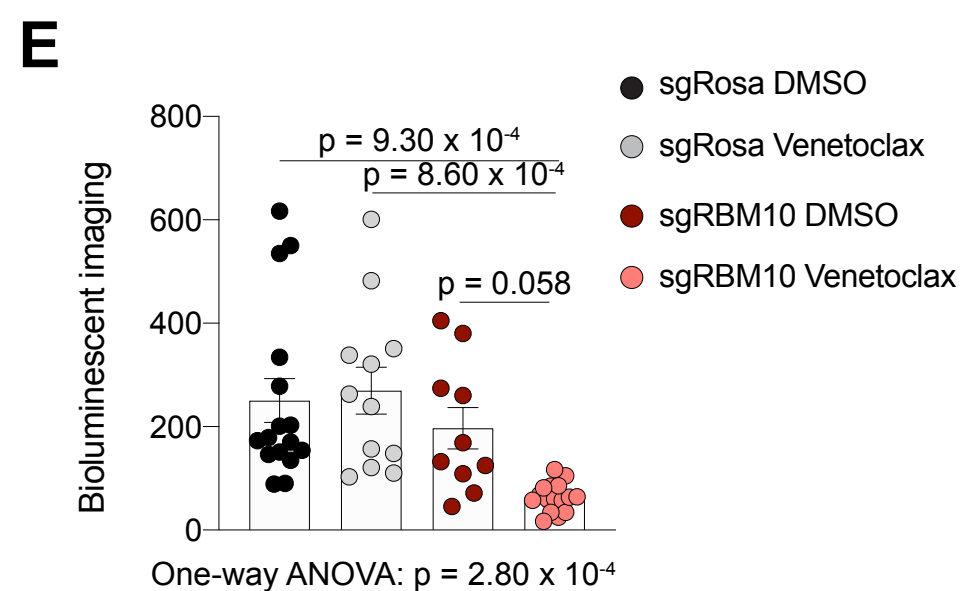 E
sgRosa DMSO
sgRosa Venetoclax
sgRBM10 DMSO
sgRBM10 Venetoclax
Bioluminescent imaging
800
600
400
200
0
p = 9.30 x 10⁻⁴
p = 8.60 x 10⁻⁴
p = 0.058
One-way ANOVA: p = 2.80 x 10⁻⁴